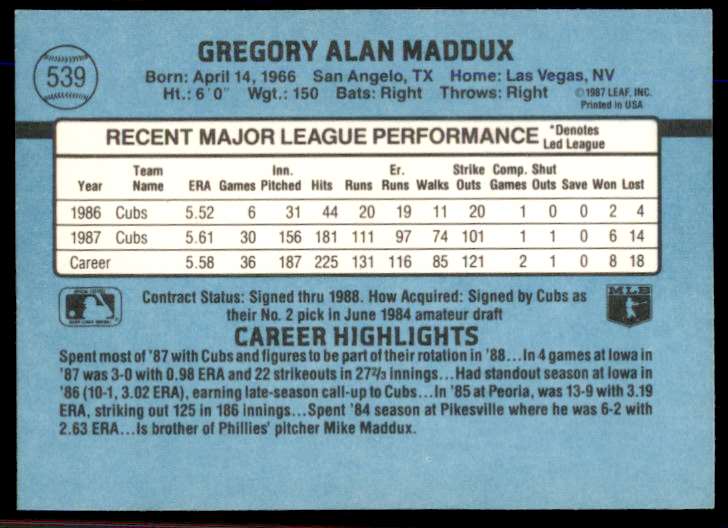 539
GREGORY ALAN MADDUX
Born: April 14, 1966 San Angelo, TX Home: Las Vegas, NV
Ht.: 6´0″ Wgt.: 150 Bats: Right Throws: Right
©1987 LEAF, INC.
Printed in USA
RECENT MAJOR LEAGUE PERFORMANCE *Denotes Led League
Year Team Name ERA Games Inn. Pitched Hits Runs Er. Runs Walks Strike Outs Comp. Games Shut Outs Save Won Lost
1986 Cubs 5.52 6 31 44 20 19 11 20 1 0 0 2 4
1987 Cubs 5.61 30 156 181 111 97 74 101 1 1 0 6 14
Career 5.58 36 187 225 131 116 85 121 2 1 0 8 18
Contract Status: Signed thru 1988. How Acquired: Signed by Cubs as
their No. 2 pick in June 1984 amateur draft
MLB
CAREER HIGHLIGHTS
Spent most of '87 with Cubs and figures to be part of their rotation in '88...In 4 games at Iowa in
'87 was 3-0 with 0.98 ERA and 22 strikeouts in 27⅔ innings...Had standout season at Iowa in
'86 (10-1, 3.02 ERA), earning late-season call-up to Cubs...In '85 at Peoria, was 13-9 with 3.19
ERA, striking out 125 in 186 innings...Spent '84 season at Pikesville where he was 6-2 with
2.63 ERA...Is brother of Phillies' pitcher Mike Maddux.